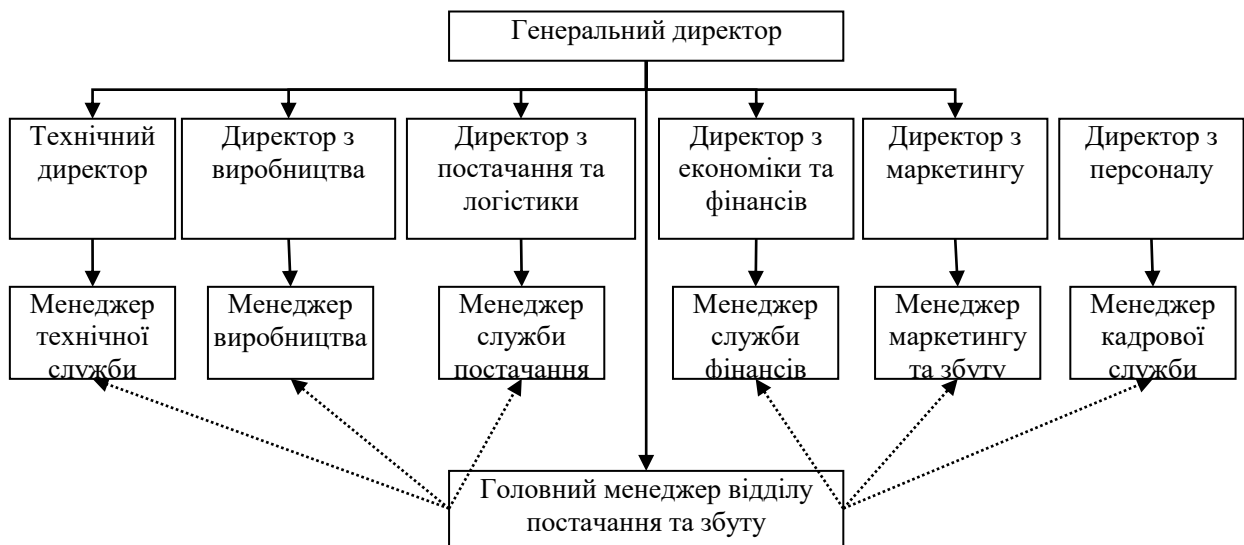 Генеральний директор
Технічний
директор
Директор з
виробництва
Директор з
постачання та
логістики
Директор з
економіки та
фінансів
Директор з
маркетингу
Директор з
персоналу
Менеджер
технічної
служби
Менеджер
виробництва
Менеджер
служби
постачання
Менеджер
служби
фінансів
Менеджер
маркетингу
та збуту
Менеджер
кадрової
служби
Головний менеджер відділу
постачання та збуту